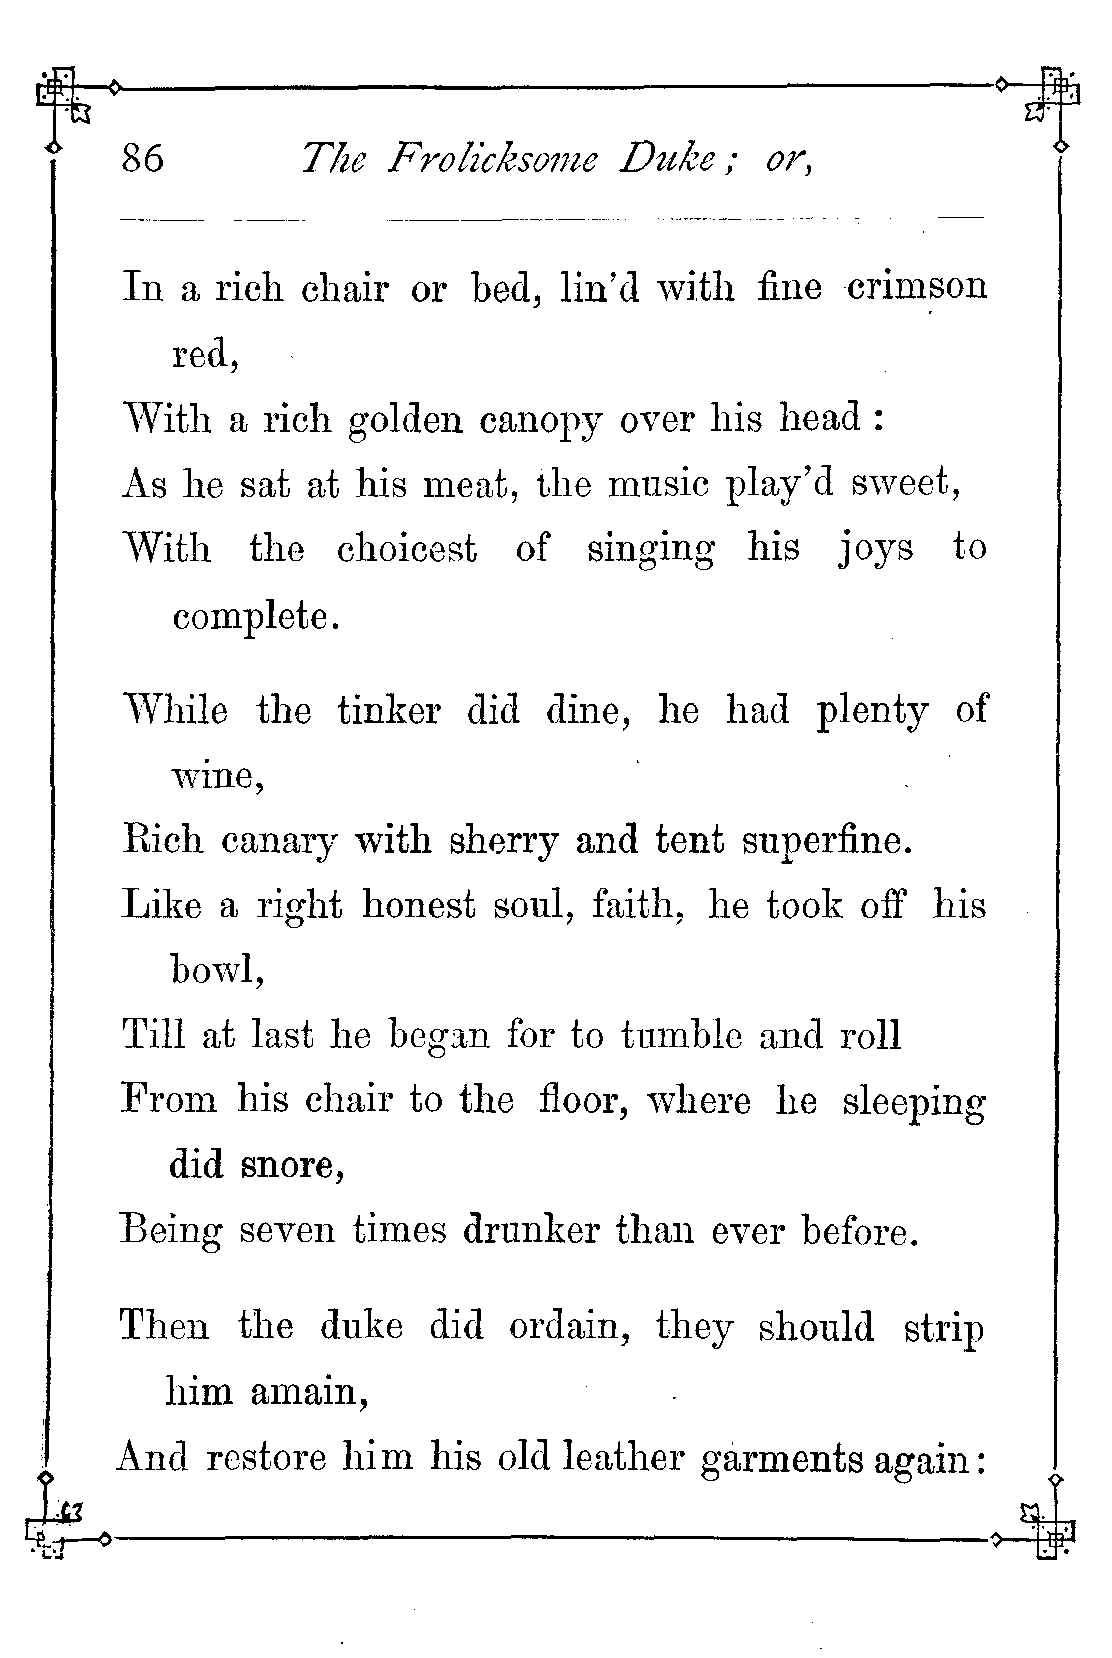 86 The Frolicksome Duke; or,
In a rich chair or bed, lin'd with fine crimson
red,
With a rich golden canopy over his head :
As he sat at his meat, the music play'd sweet,
With the choicest of singing his joys to
complete.
While the tinker did dine, he had plenty of
wine,
Rich canary with sherry and tent superfine.
Like a right honest soul, faith, he took off his
bowl,
Till at last he began for to tumble and roll
From his chair to the floor, where he sleeping
did snore,
Being seven times drunker than ever before.
Then the duke did ordain, they should strip
him amain,
And restore him his old leather garments again: